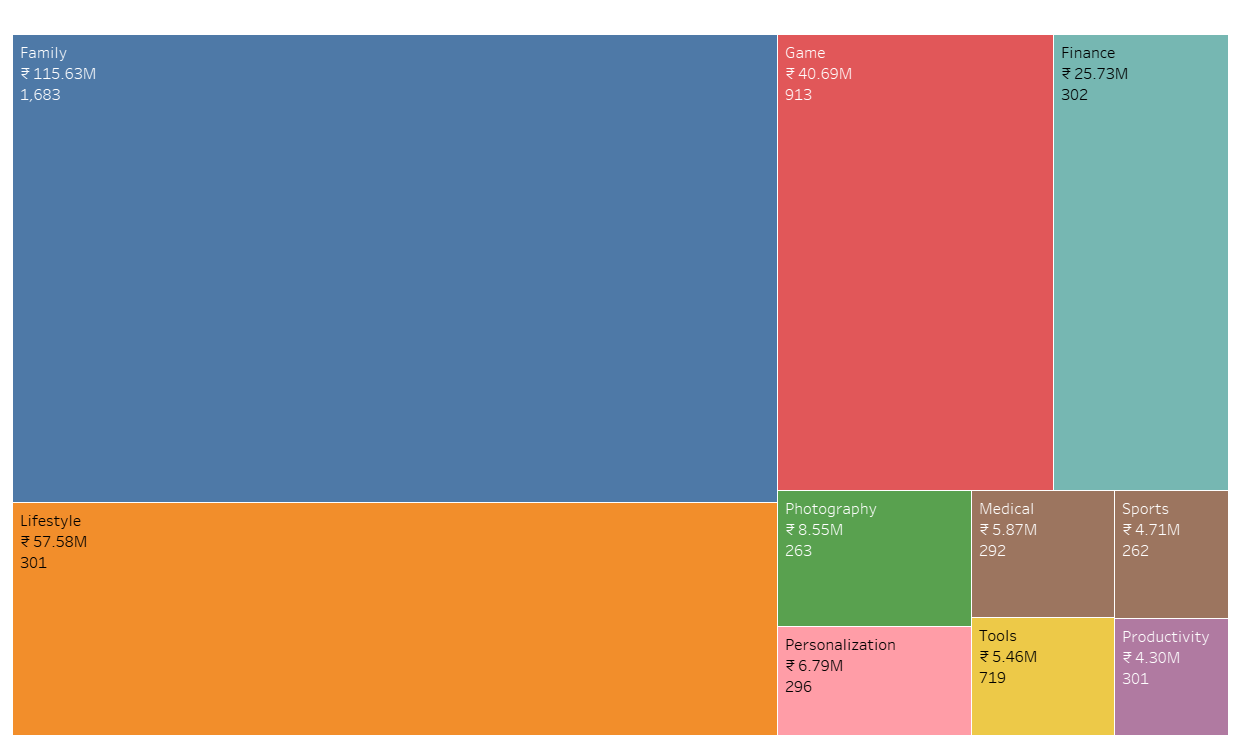 Family
₹ 115.63M
1,683
Game
₹ 40.69M
913
Finance
₹ 25.73M
302
Lifestyle
₹ 57.58M
301
Photography
₹ 8.55M
263
Medical
₹ 5.87M
292
Sports
₹ 4.71M
262
Personalization
₹ 6.79M
296
Tools
₹ 5.46M
719
Productivity
₹ 4.30M
301